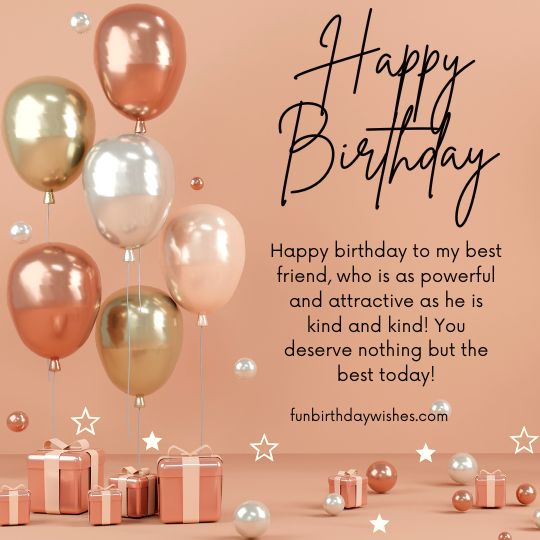 Happy
Birthday
Happy birthday to my best
friend, who is as powerful
and attractive as he is
kind and kind! You
deserve nothing but the
best today!
funbirthdaywishes.com